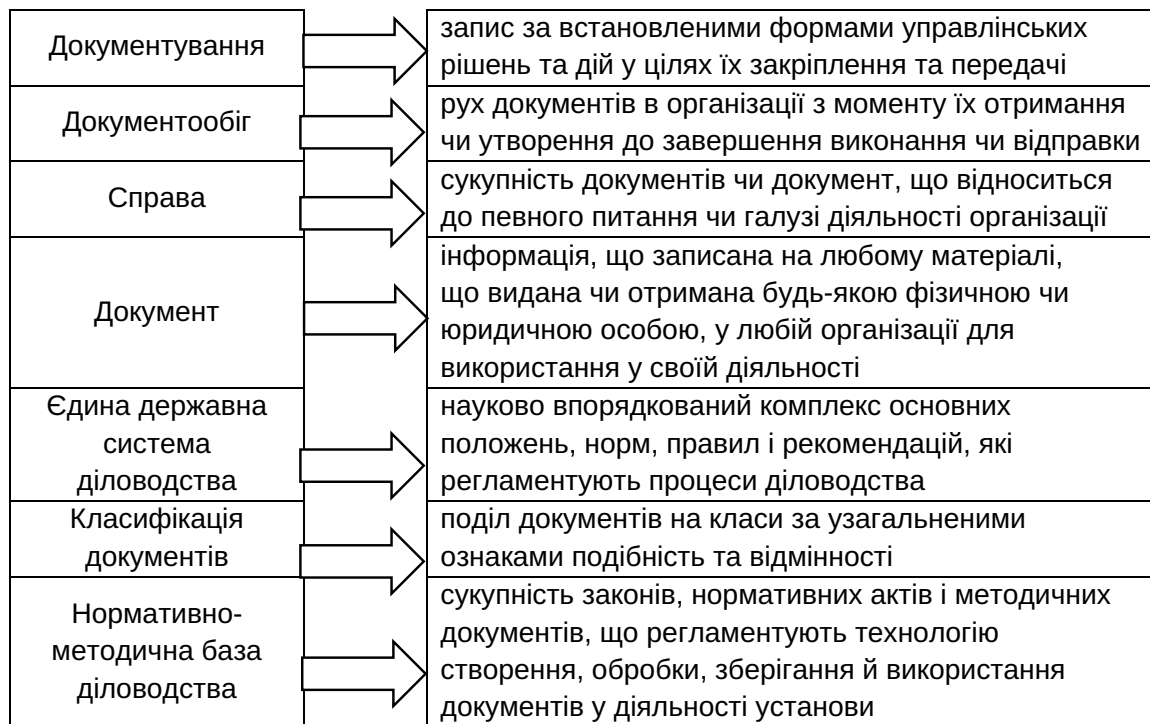 Документування
запис за встановленими формами управлінських
рішень та дій у цілях їх закріплення та передачі
Документообіг
рух документів в організації з моменту їх отримання
чи утворення до завершення виконання чи відправки
Справа
сукупність документів чи документ, що відноситься
до певного питання чи галузі діяльності організації
Документ
інформація, що записана на любому матеріалі,
що видана чи отримана будь-якою фізичною чи
юридичною особою, у любій організації для
використання у своїй діяльності
Єдина державна
система
діловодства
науково впорядкований комплекс основних
положень, норм, правил і рекомендацій, які
регламентують процеси діловодства
Класифікація
документів
поділ документів на класи за узагальненими
ознаками подібність та відмінності
Нормативно-
методична база
діловодства
сукупність законів, нормативних актів і методичних
документів, що регламентують технологію
створення, обробки, зберігання й використання
документів у діяльності установи